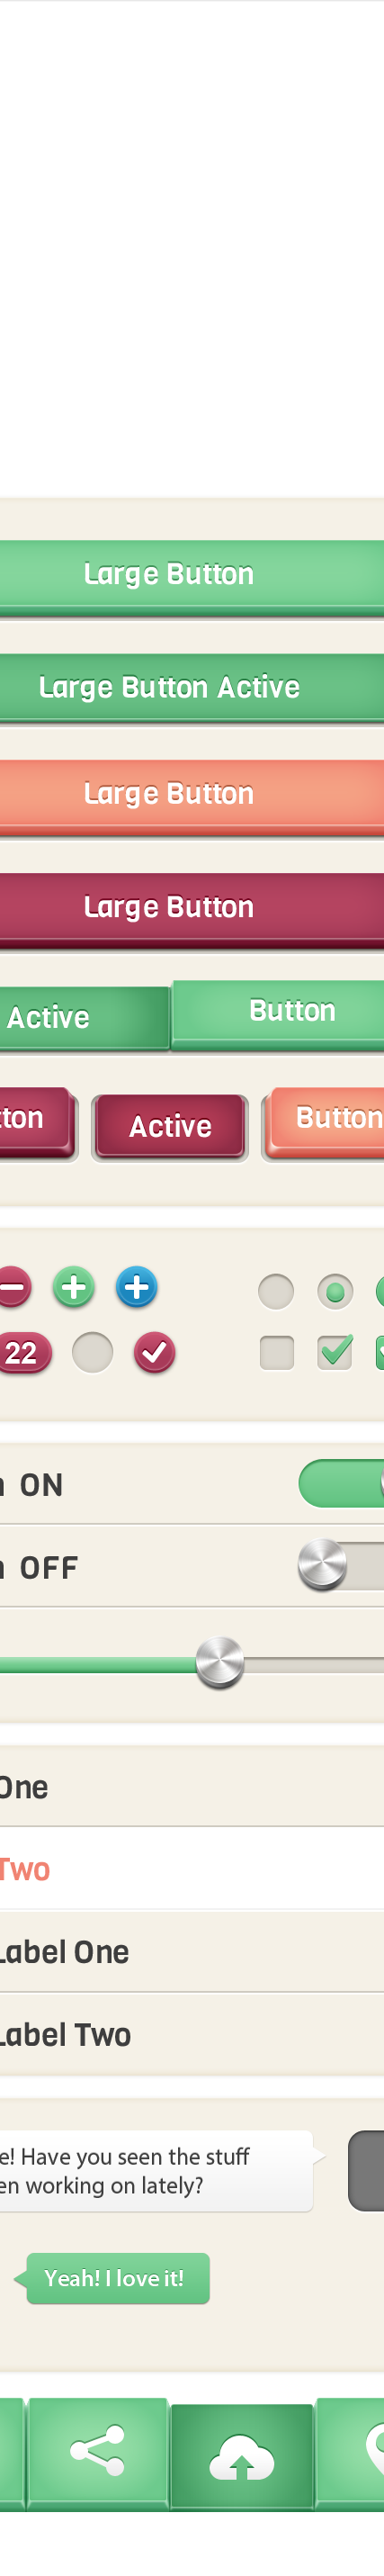 Large Button
Large Button Active
Large Button
Large Button
Active
Button
Active
Button
22
ON
OFF
One
Two
Label One
Label Two
e! Have you seen the stuff
en working on lately?
Yeah! I love it!